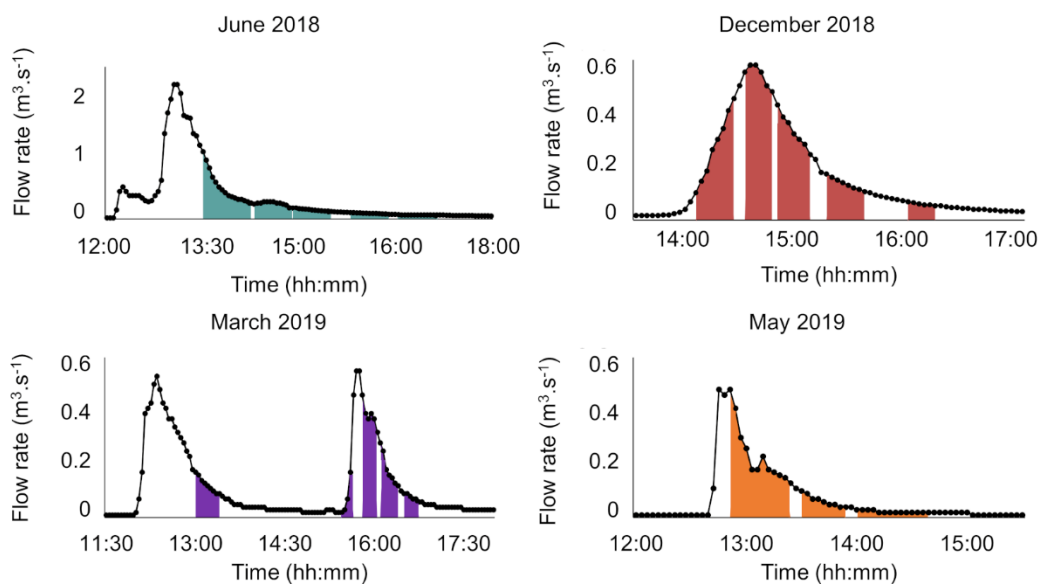 June 2018
Flow rate (m³.s⁻¹)
2
1
0
12:00 13:30 15:00 16:00 18:00
Time (hh:mm)
December 2018
Flow rate (m³.s⁻¹)
0.6
0.4
0.2
0
14:00 15:00 16:00 17:00
Time (hh:mm)
March 2019
Flow rate (m³.s⁻¹)
0.6
0.4
0.2
0
11:30 13:00 14:30 16:00 17:30
Time (hh:mm)
May 2019
Flow rate (m³.s⁻¹)
0.6
0.4
0.2
0
12:00 13:00 14:00 15:00
Time (hh:mm)